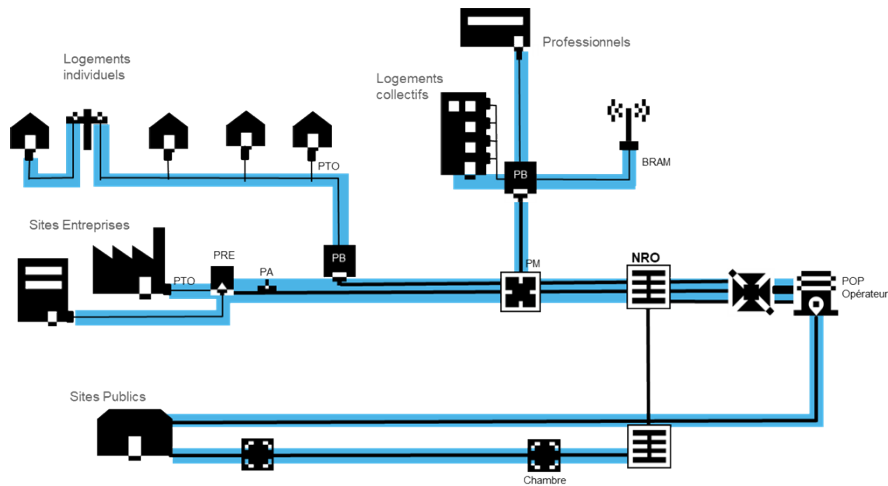 Professionnels
Logements
individuels
Logements
collectifs
PTO
PB
BRAM
Sites Entreprises
PRE
PA
PB
PTO
PM
NRO
POP
Opérateur
Sites Publics
Chambre